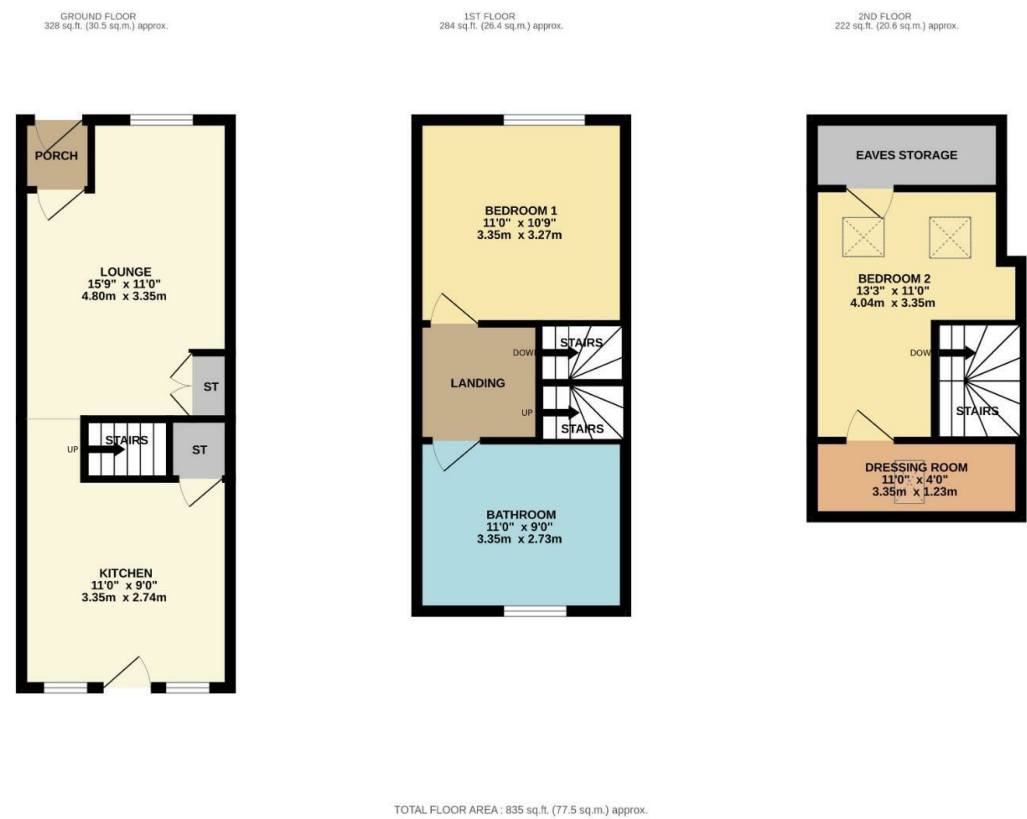 GROUND FLOOR
328 sq.ft. (30.5 sq.m.) approx.
PORCH
LOUNGE
15'9" x 11'0"
4.80m x 3.35m
ST
STAIRS
UP
ST
KITCHEN
11'0" x 9'0"
3.35m x 2.74m
1ST FLOOR
284 sq.ft. (26.4 sq.m.) approx.
BEDROOM 1
11'0" x 10'9"
3.35m x 3.27m
STAIRS
DOWN
LANDING
UP
STAIRS
BATHROOM
11'0" x 9'0"
3.35m x 2.73m
2ND FLOOR
222 sq.ft. (20.6 sq.m.) approx.
EAVES STORAGE
BEDROOM 2
13'3" x 11'0"
4.04m x 3.35m
DOW
STAIRS
DRESSING ROOM
11'0" x 4'0"
3.35m x 1.23m
TOTAL FLOOR AREA : 835 sq.ft. (77.5 sq.m.) approx.